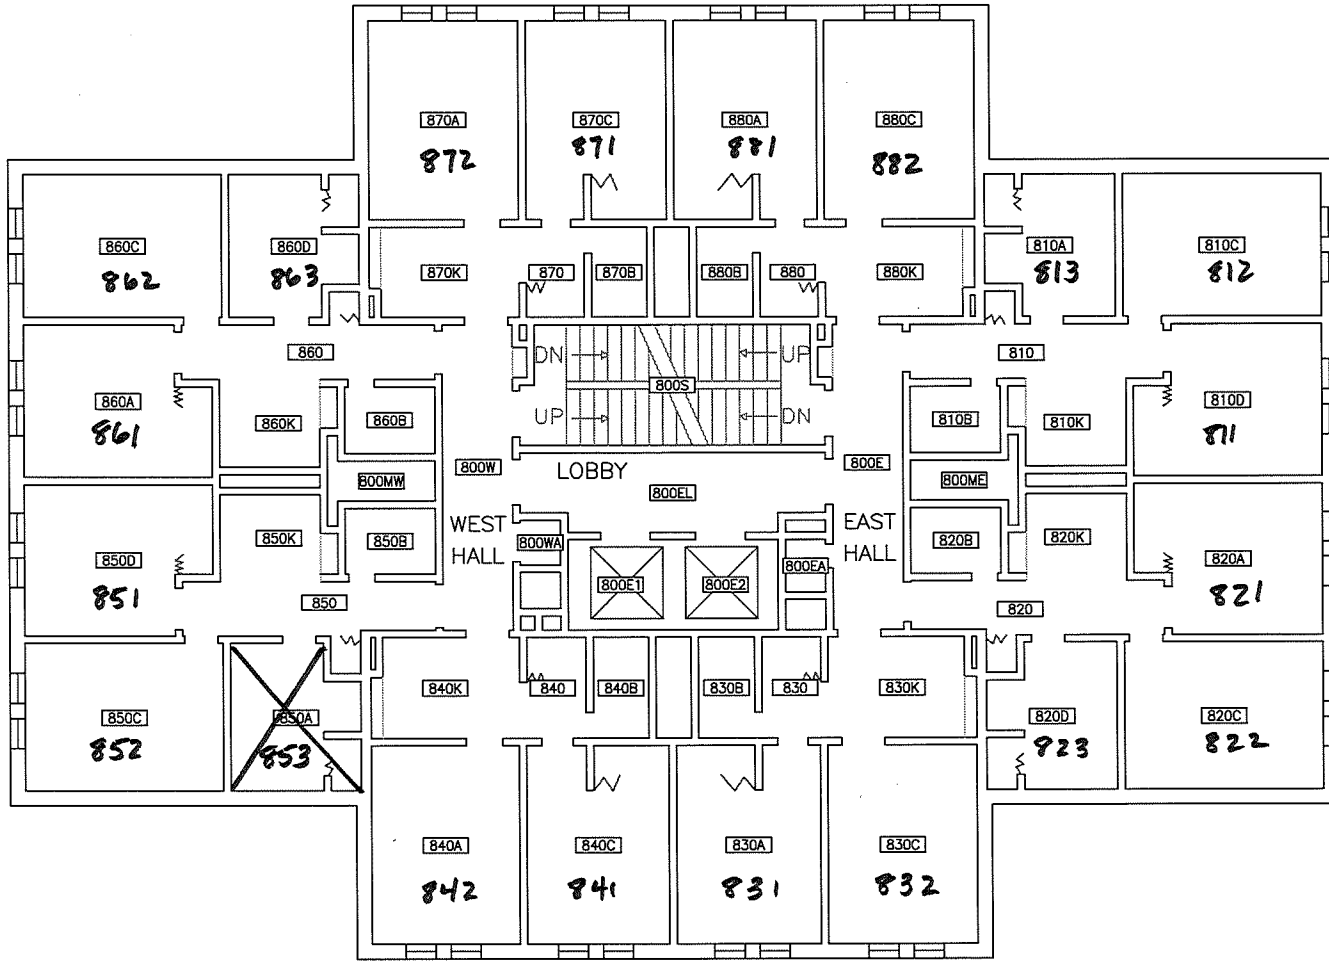 870A
870C
880A
880C
872
871
881
882
860C
860D
870K
870
870B
880B
880
880K
810A
810C
862
863
813
812
860
DN
UP
810
800S
860A
861
860K
860B
UP
DN
810B
810K
810D
811
800W
LOBBY
800E
800MW
800EL
800ME
WEST
HALL
EAST
HALL
850K
850B
800WA
800EA
820B
820K
850D
851
800E1
800E2
820A
821
850
820
840K
840
840B
830B
830
830K
850C
852
850A
853
820D
823
820C
822
840A
842
840C
841
830A
831
830C
832